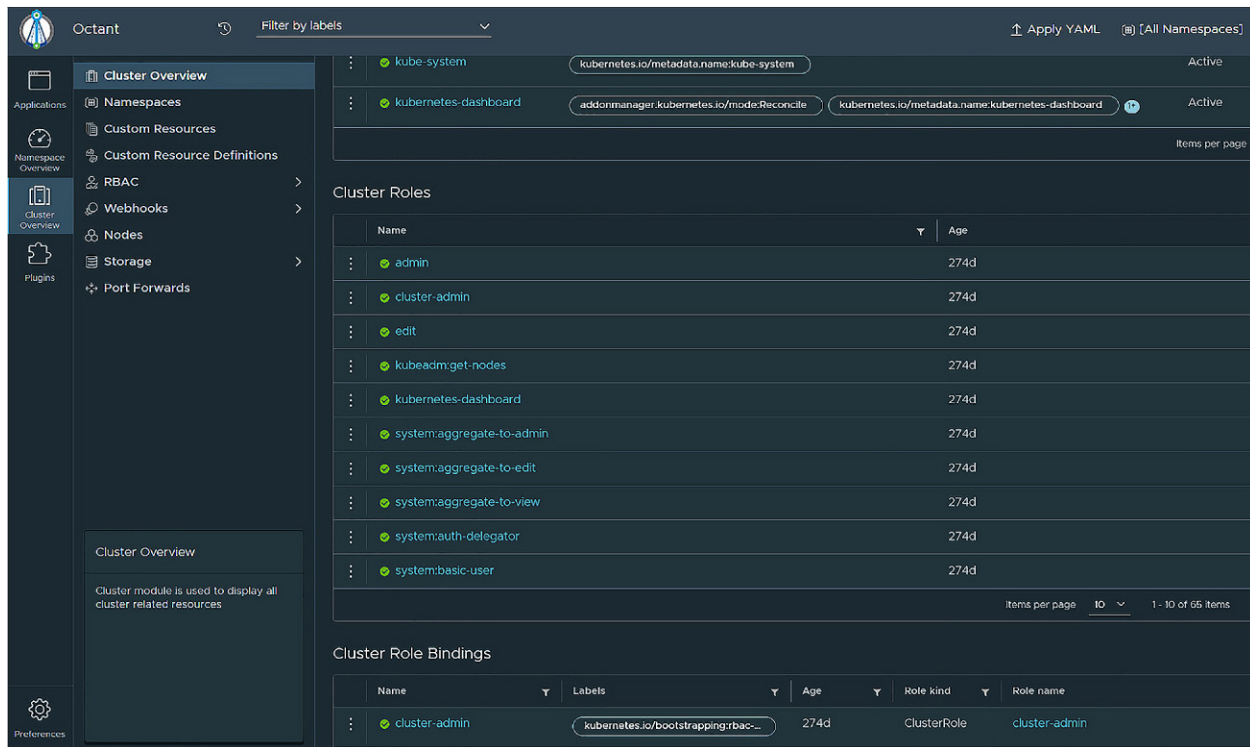 Octant
Filter by labels
Apply YAML
[All Namespaces]
Applications
Namespace
Overview
Cluster
Overview
Plugins
Preferences
Cluster Overview
Namespaces
Custom Resources
Custom Resource Definitions
RBAC
Webhooks
Nodes
Storage
Port Forwards
Cluster Overview
Cluster module is used to display all
cluster related resources
kube-system kubernetes.io/metadata.name:kube-system Active
kubernetes-dashboard addonmanager.kubernetes.io/mode:Reconcile kubernetes.io/metadata.name:kubernetes-dashboard 1+ Active
Items per page
Cluster Roles
Name Age
admin 274d
cluster-admin 274d
edit 274d
kubeadm:get-nodes 274d
kubernetes-dashboard 274d
system:aggregate-to-admin 274d
system:aggregate-to-edit 274d
system:aggregate-to-view 274d
system:auth-delegator 274d
system:basic-user 274d
Items per page 10 1 - 10 of 65 items
Cluster Role Bindings
Name Labels Age Role kind Role name
cluster-admin kubernetes.io/bootstrapping:rbac-... 274d ClusterRole cluster-admin